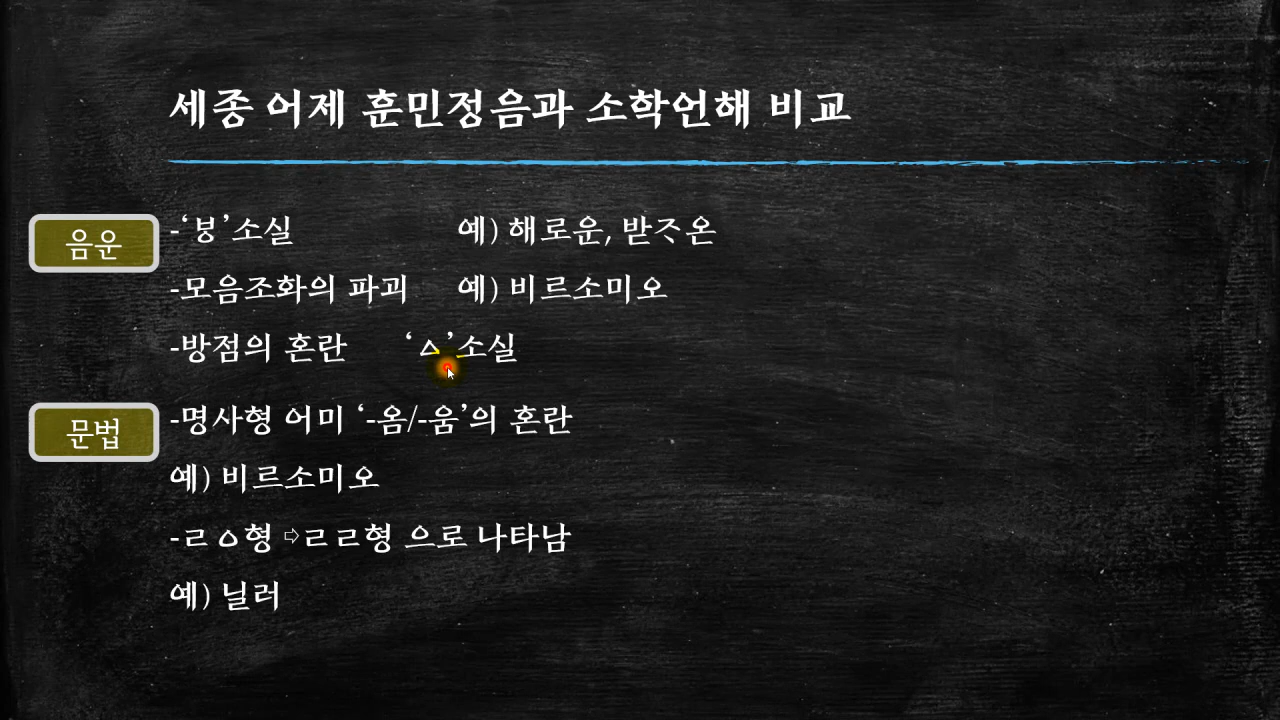 세종 어제 훈민정음과 소학언해 비교
음운
-‘ㅸ’소실 예) 해로운, 받ᄌᆞ온
-모음조화의 파괴 예) 비르소미오
-방점의 혼란 ‘ㅿ’소실
문법
-명사형 어미 ‘-옴/-움’의 혼란
예) 비르소미오
-ㄹㅇ형 ⇨ㄹㄹ형 으로 나타남
예) 닐러